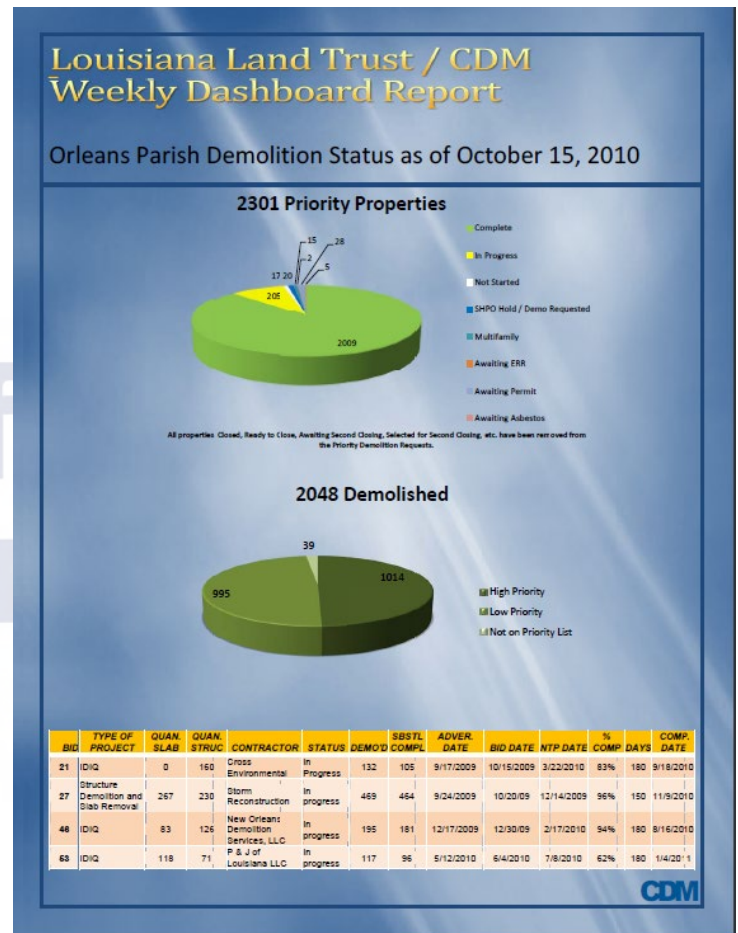 Louisiana Land Trust / CDM
Weekly Dashboard Report
Orleans Parish Demolition Status as of October 15, 2010
2301 Priority Properties
15
28
2
5
17 20
205
2009
Complete
In Progress
Not Started
SHPO Hold / Demo Requested
Multifamily
Awaiting ERR
Awaiting Permit
Awaiting Asbestos
All properties Closed, Ready to Close, Awaiting Second Closing, Selected for Second Closing, etc. have been removed from
the Priority Demolition Requests.
2048 Demolished
39
995
1014
High Priority
Low Priority
Not on Priority List
BID TYPE OF PROJECT QUAN. SLAB QUAN. STRUC CONTRACTOR STATUS DEMO'D SBSTL COMPL ADVER. DATE BID DATE NTP DATE % COMP DAYS COMP. DATE
21 IDIQ 0 160 Cross Environmental In Progress 132 105 9/17/2009 10/15/2009 3/22/2010 83% 180 9/18/2010
27 Structure Demolition and Slab Removal 267 230 Storm Reconstruction In progress 469 464 9/24/2009 10/20/09 12/14/2009 96% 150 11/9/2010
46 IDIQ 83 126 New Orleans Demolition Services, LLC In progress 195 181 12/17/2009 12/30/09 2/17/2010 94% 180 8/16/2010
53 IDIQ 118 71 P & J of Louisiana LLC In progress 117 96 5/12/2010 6/4/2010 7/8/2010 62% 180
CDM